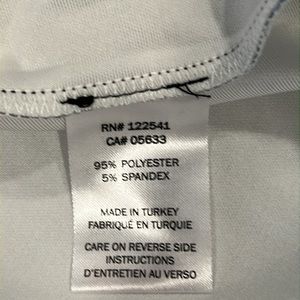 RN# 122541
CA# 05633
95% POLYESTER
5% SPANDEX
MADE IN TURKEY
FABRIQUÉ EN TURQUIE
CARE ON REVERSE SIDE
INSTRUCTIONS
D'ENTRETIEN AU VERSO